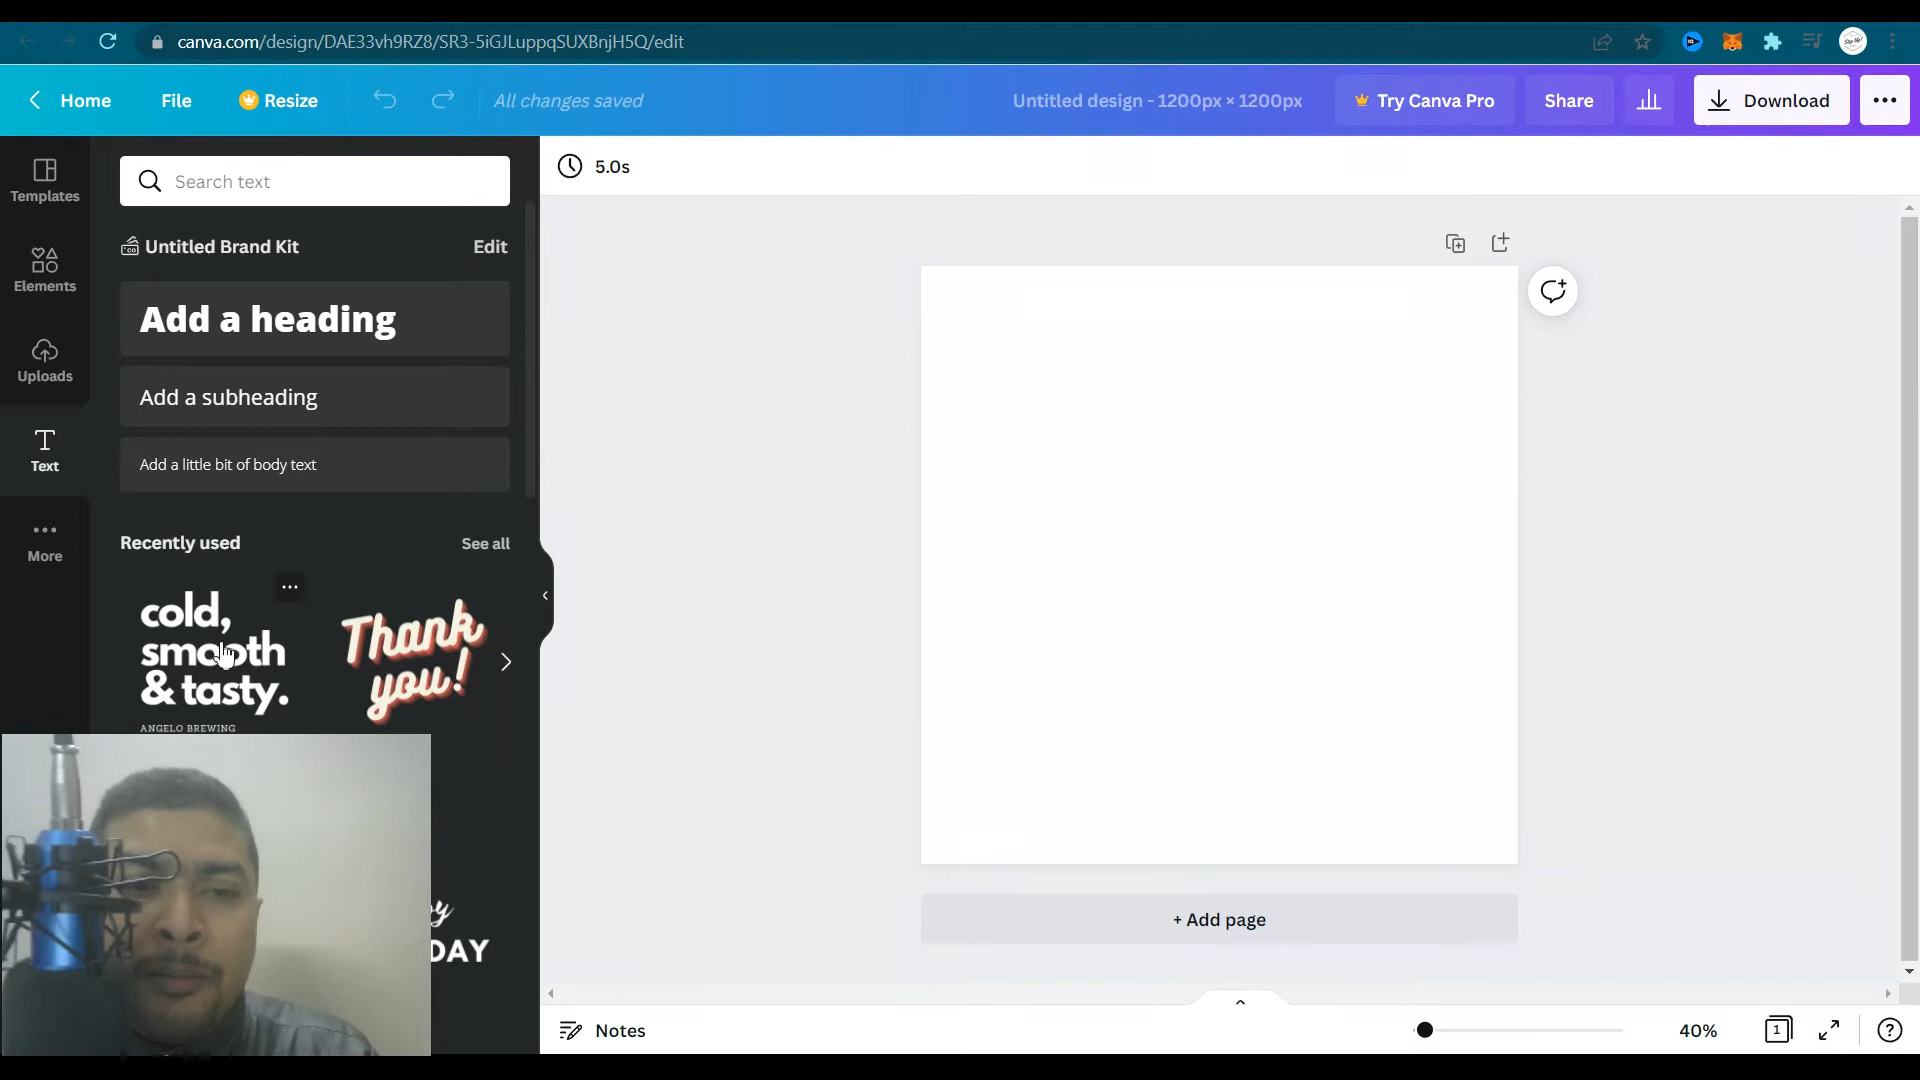 canva.com/design/DAE33vh9RZ8/SR3-5iGJLuppqSUXBnjH5Q/edit
Home
File
Resize
All changes saved
Untitled design - 1200px × 1200px
Try Canva Pro
Share
Download
Templates
Elements
Uploads
Text
More
Search text
CO.
Untitled Brand Kit
Edit
Add a heading
Add a subheading
Add a little bit of body text
Recently used
See all
cold,
smooth
& tasty.
ANGELO BREWING
Thank
you!
DAY
5.0s
+ Add page
Notes
40%
1